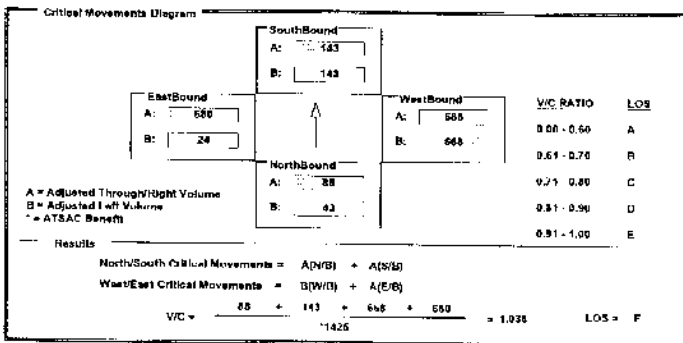 Critical Movements Diagram
SouthBound
A: 143
B: 143
EastBound
A: 680
B: 24
WestBound
A: 668
B: 668
NorthBound
A: 88
B: 43
V/C RATIO LOS
0.00 - 0.60 A
0.61 - 0.70 B
0.71 - 0.80 C
0.81 - 0.90 D
0.91 - 1.00 E
A = Adjusted Through/Right Volume
B = Adjusted Left Volume
* = ATSAC Benefit
Results
North/South Critical Movements = A(N/B) + A(S/B)
West/East Critical Movements = B(W/B) + A(E/B)
V/C = 88 + 143 + 668 + 680 = 1.038 LOS = F
*1425